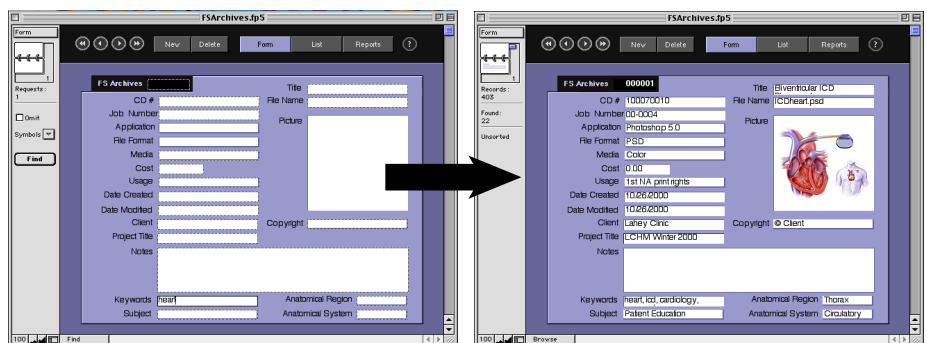 FSArchives.fp5
Form
New Delete Form List Reports ?
1
Requests:
1
Omit
Symbols
Find
FS Archives
Title
CD #
File Name
Job Number
Picture
Application
File Format
Media
Cost
Usage
Date Created
Date Modified
Client
Copyright
Project Title
Notes
Keywords heart
Anatomical Region
Subject
Anatomical System
100 Find
FSArchives.fp5
Form
New Delete Form List Reports ?
1
Records:
403
Found:
22
Unsorted
FS Archives 000001
Title Biventricular ICD
CD # 100070010
File Name ICDheart.psd
Job Number 00-0004
Picture
Application Photoshop 5.0
File Format PSD
Media Color
Cost 0.00
Usage 1st NA print rights
Date Created 10/26/2000
Date Modified 10/26/2000
Client Lahey Clinic
Copyright © Client
Project Title LCHM Winter 2000
Notes
Keywords heart, icd, cardiology,
Anatomical Region Thorax
Subject Patient Education
Anatomical System Circulatory
100 Browse